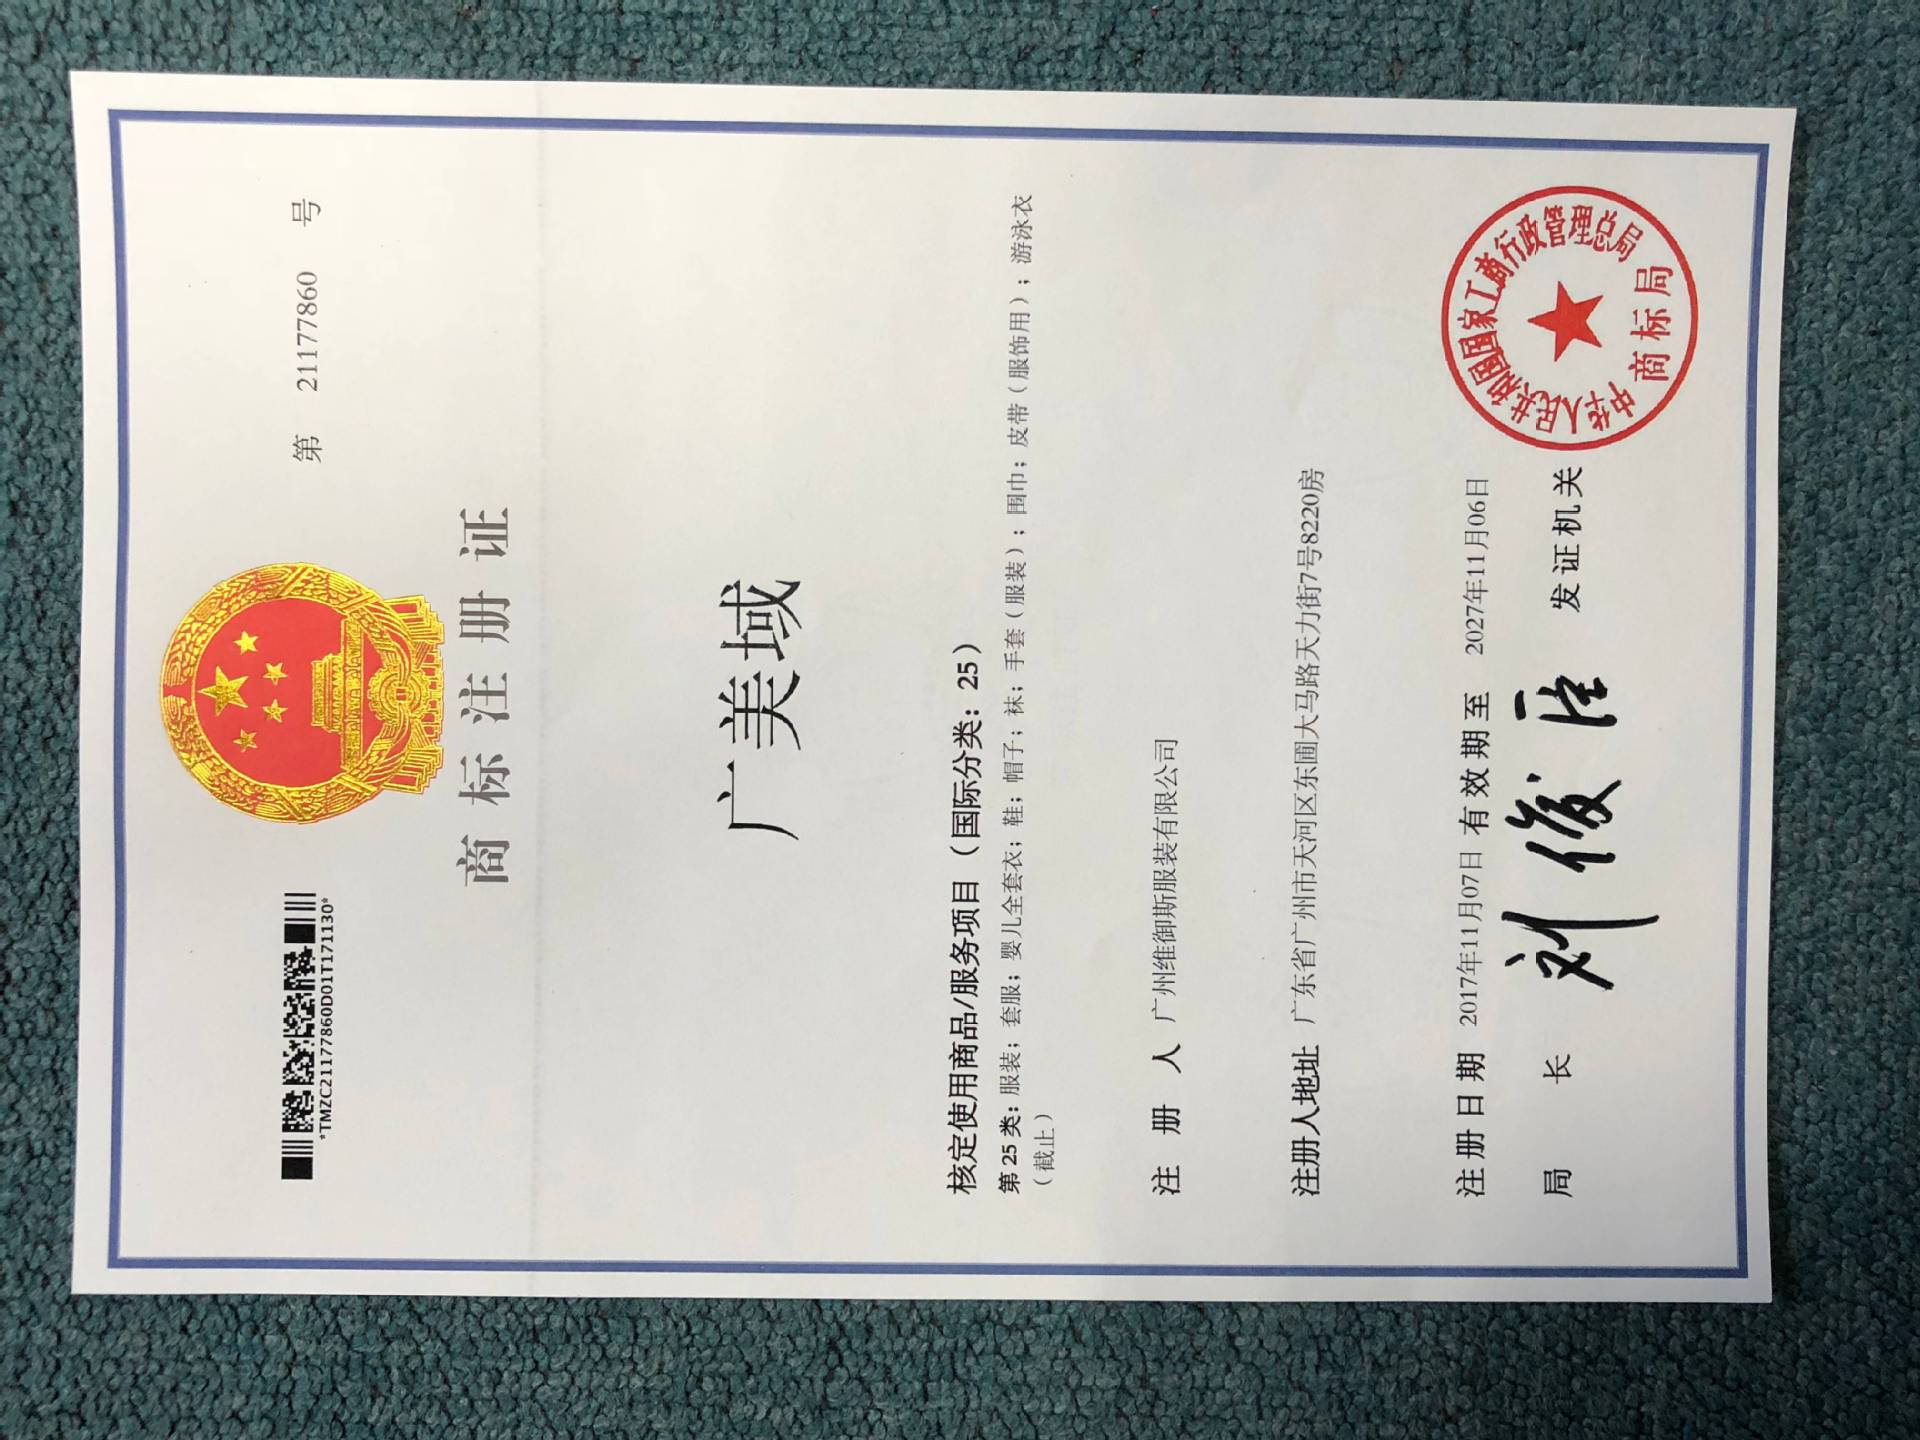 *TMZC21177860D01T171130*
第 21177860 号
商标注册证
广美域
核定使用商品/服务项目（国际分类：25）
第25类：服装；套服；婴儿全套衣；鞋；帽子；袜；手套（服装）；围巾；皮带（服饰用）；游泳衣
（截止）
注册人 广州维御斯服装有限公司
注册人地址 广东省广州市天河区东圃大马路天力街7号8220房
注册日期 2017年11月07日 有效期至 2027年11月06日
局长 刘俊臣 发证机关
中华人民共和国国家工商行政管理总局
商标局